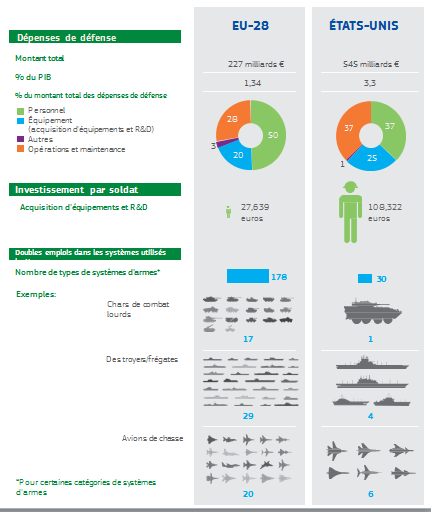 EU-28 ÉTATS-UNIS
Dépenses de défense
Montant total 227 milliards € 545 milliards €
% du PIB 1,34 3,3
% du montant total des dépenses de défense
Personnel
Équipement
(acquisition d'équipements et R&D)
Autres
Opérations et maintenance
28 50 3 20
37 37 1 25
Investissement par soldat
Acquisition d'équipements et R&D 27,639 euros 108,322 euros
Doubles emplois dans les systèmes utilisés
Nombre de types de systèmes d'armes* 178 30
Exemples:
Chars de combat
lourds
17 1
Destroyers/frégates
29 4
Avions de chasse
*Pour certaines catégories de systèmes
d'armes
20 6